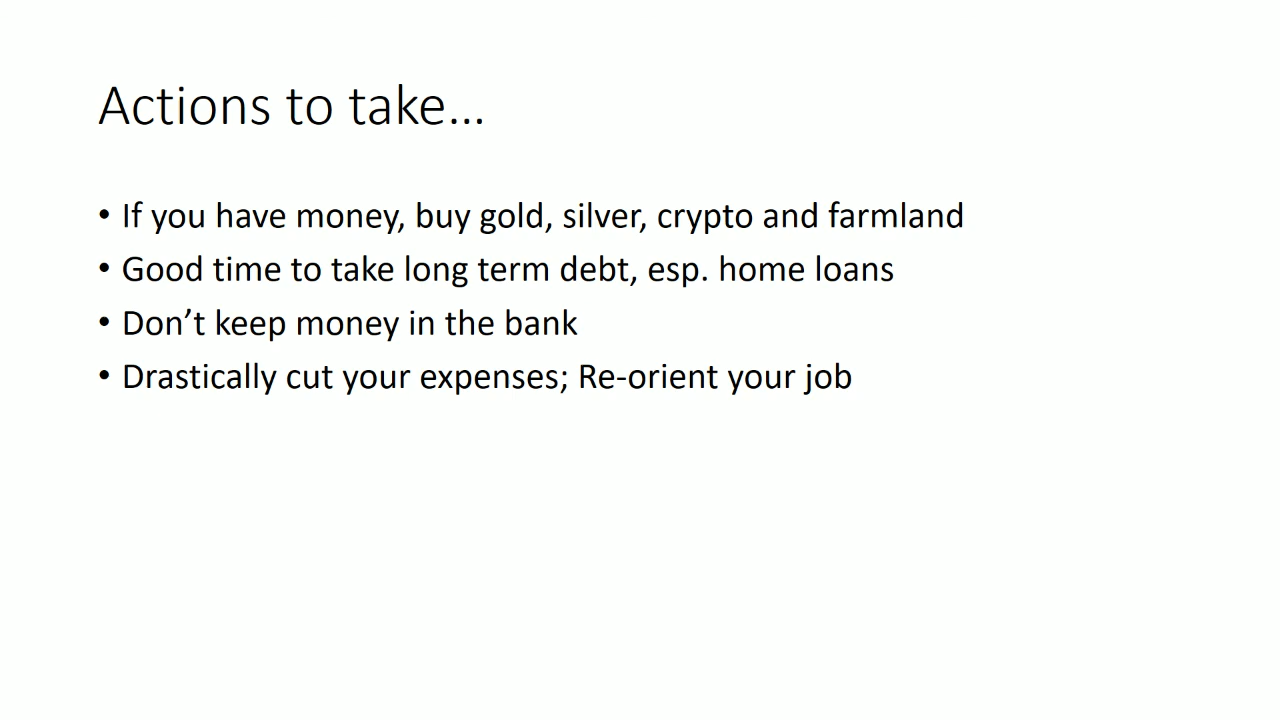 Actions to take...
• If you have money, buy gold, silver, crypto and farmland
• Good time to take long term debt, esp. home loans
• Don’t keep money in the bank
• Drastically cut your expenses; Re-orient your job